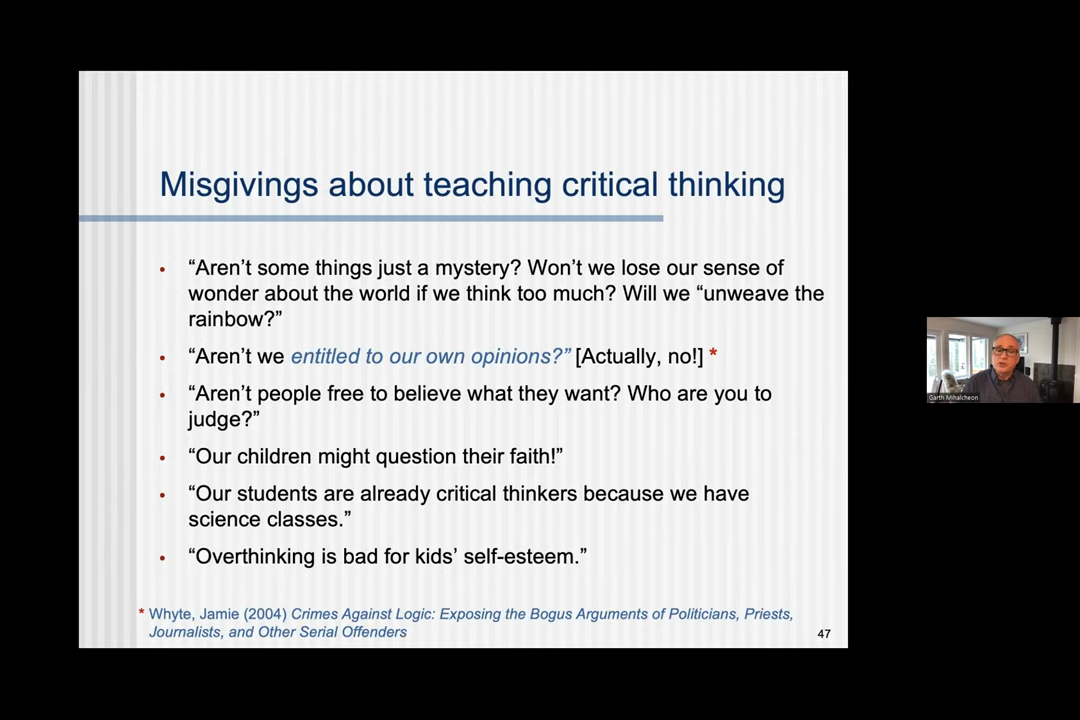 Misgivings about teaching critical thinking
• “Aren’t some things just a mystery? Won’t we lose our sense of
wonder about the world if we think too much? Will we “unweave the
rainbow?”
• “Aren’t we entitled to our own opinions?” [Actually, no!] *
• “Aren’t people free to believe what they want? Who are you to
judge?”
• “Our children might question their faith!”
• “Our students are already critical thinkers because we have
science classes.”
• “Overthinking is bad for kids’ self-esteem.”
* Whyte, Jamie (2004) Crimes Against Logic: Exposing the Bogus Arguments of Politicians, Priests,
Journalists, and Other Serial Offenders
47
Garth Mihalcheon